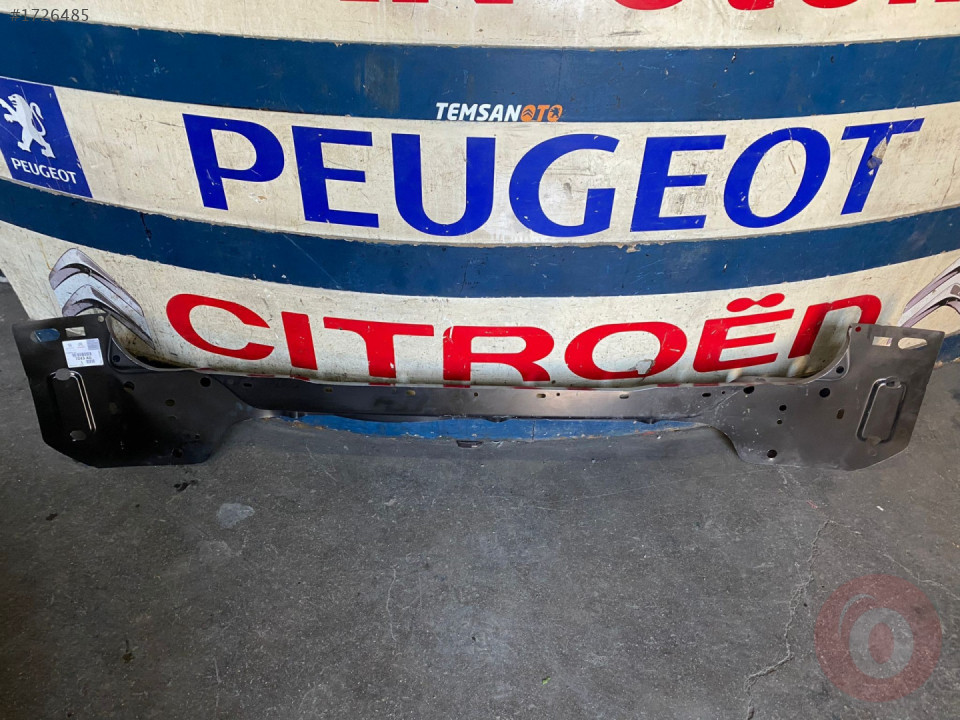 #1726485
TEMSANOTO
PEUGEOT
PEUGEOT
CITROËN